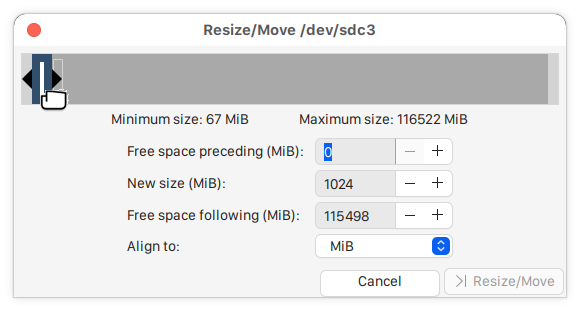 Resize/Move /dev/sdc3
Minimum size: 67 MiB Maximum size: 116522 MiB
Free space preceding (MiB): 0 − +
New size (MiB): 1024 − +
Free space following (MiB): 115498 − +
Align to: MiB
Cancel Resize/Move